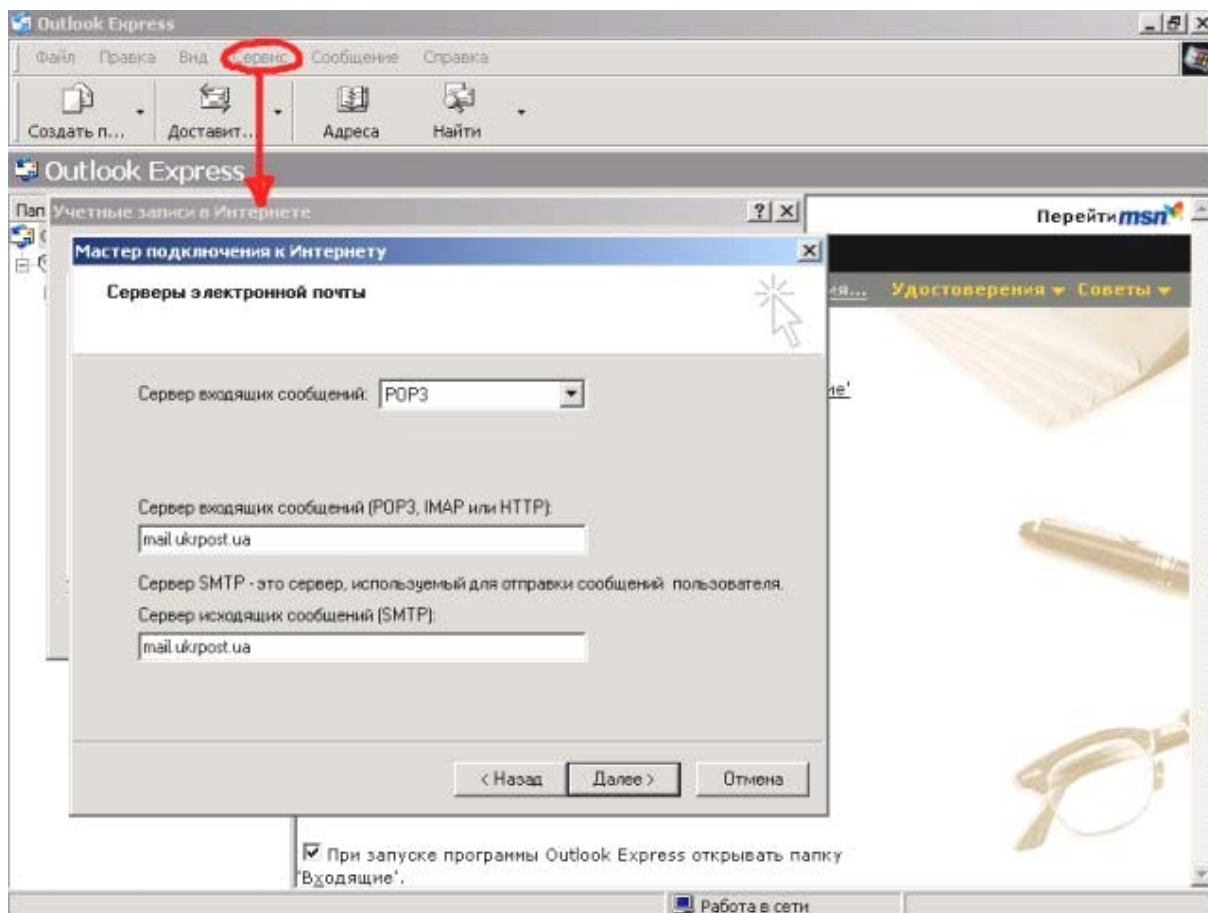 Outlook Express
Файл Правка Вид Сервис Сообщение Справка
Создать п... Доставит... Адреса Найти
Outlook Express
Пап
Учетные записи в Интернете
Перейти msn
Мастер подключения к Интернету
Серверы электронной почты
ия... Удостоверения Советы
Сервер входящих сообщений: POP3
ие'
Сервер входящих сообщений (POP3, IMAP или HTTP):
mail.ukrpost.ua
Сервер SMTP - это сервер, используемый для отправки сообщений пользователя.
Сервер исходящих сообщений (SMTP):
mail.ukrpost.ua
< Назад Далее > Отмена
При запуске программы Outlook Express открывать папку
'Входящие'.
Работа в сети